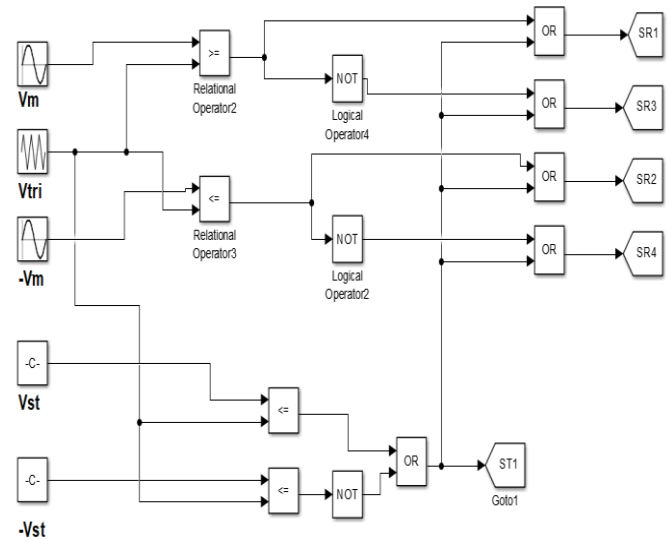 Vm
>=
Relational
Operator2
NOT
Logical
Operator4
OR
SR1
OR
SR3
Vtri
-Vm
<=
Relational
Operator3
NOT
Logical
Operator2
OR
SR2
OR
SR4
-C-
Vst
<=
-C-
-Vst
<=
NOT
OR
ST1
Goto1